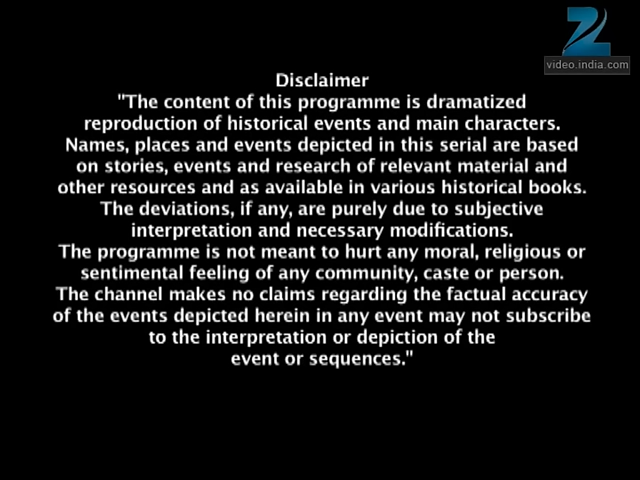 video.india.com
Disclaimer
"The content of this programme is dramatized
reproduction of historical events and main characters.
Names, places and events depicted in this serial are based
on stories, events and research of relevant material and
other resources and as available in various historical books.
The deviations, if any, are purely due to subjective
interpretation and necessary modifications.
The programme is not meant to hurt any moral, religious or
sentimental feeling of any community, caste or person.
The channel makes no claims regarding the factual accuracy
of the events depicted herein in any event may not subscribe
to the interpretation or depiction of the
event or sequences."